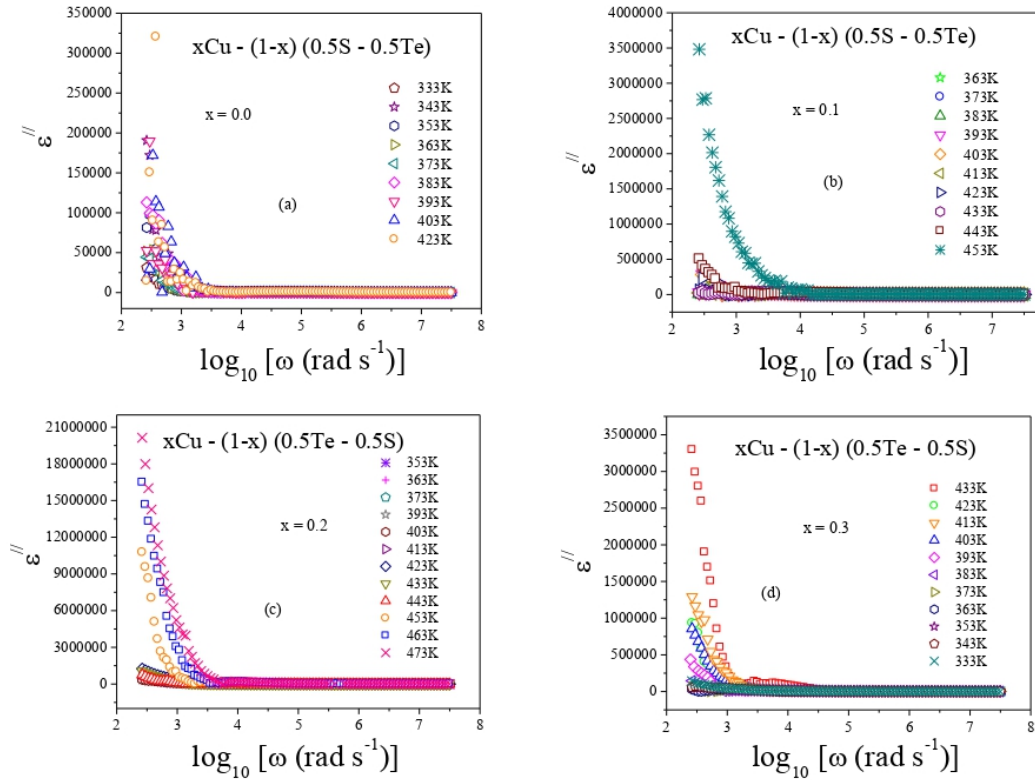 350000
300000
250000
200000
150000
100000
50000
0
ε//
xCu - (1-x) (0.5S - 0.5Te)
x = 0.0
(a)
333K
343K
353K
363K
373K
383K
393K
403K
423K
2 3 4 5 6 7 8
log10 [ω (rad s-1)]
4000000
3500000
3000000
2500000
2000000
1500000
1000000
500000
0
ε//
xCu - (1-x) (0.5S - 0.5Te)
x = 0.1
(b)
363K
373K
383K
393K
403K
413K
423K
433K
443K
453K
2 3 4 5 6 7
log10 [ω (rad s-1)]
21000000
18000000
15000000
12000000
9000000
6000000
3000000
0
ε//
xCu - (1-x) (0.5Te - 0.5S)
x = 0.2
(c)
353K
363K
373K
393K
403K
413K
423K
433K
443K
453K
463K
473K
2 3 4 5 6 7 8
log10 [ω (rad s-1)]
3500000
3000000
2500000
2000000
1500000
1000000
500000
0
ε//
xCu - (1-x) (0.5Te - 0.5S)
x = 0.3
(d)
433K
423K
413K
403K
393K
383K
373K
363K
353K
343K
333K
2 3 4 5 6 7 8
log10 [ω (rad s-1)]